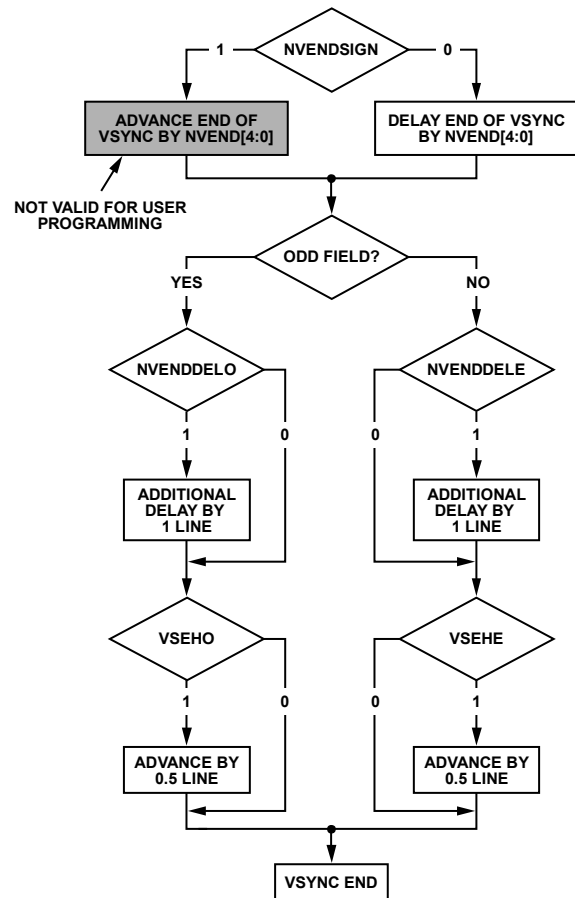 NVENDSIGN
1
0
ADVANCE END OF
VSYNC BY NVEND[4:0]
DELAY END OF VSYNC
BY NVEND[4:0]
NOT VALID FOR USER
PROGRAMMING
ODD FIELD?
YES
NO
NVENDDELO
NVENDDELE
1
0
0
1
ADDITIONAL
DELAY BY
1 LINE
ADDITIONAL
DELAY BY
1 LINE
VSEHO
VSEHE
1
0
0
1
ADVANCE BY
0.5 LINE
ADVANCE BY
0.5 LINE
VSYNC END